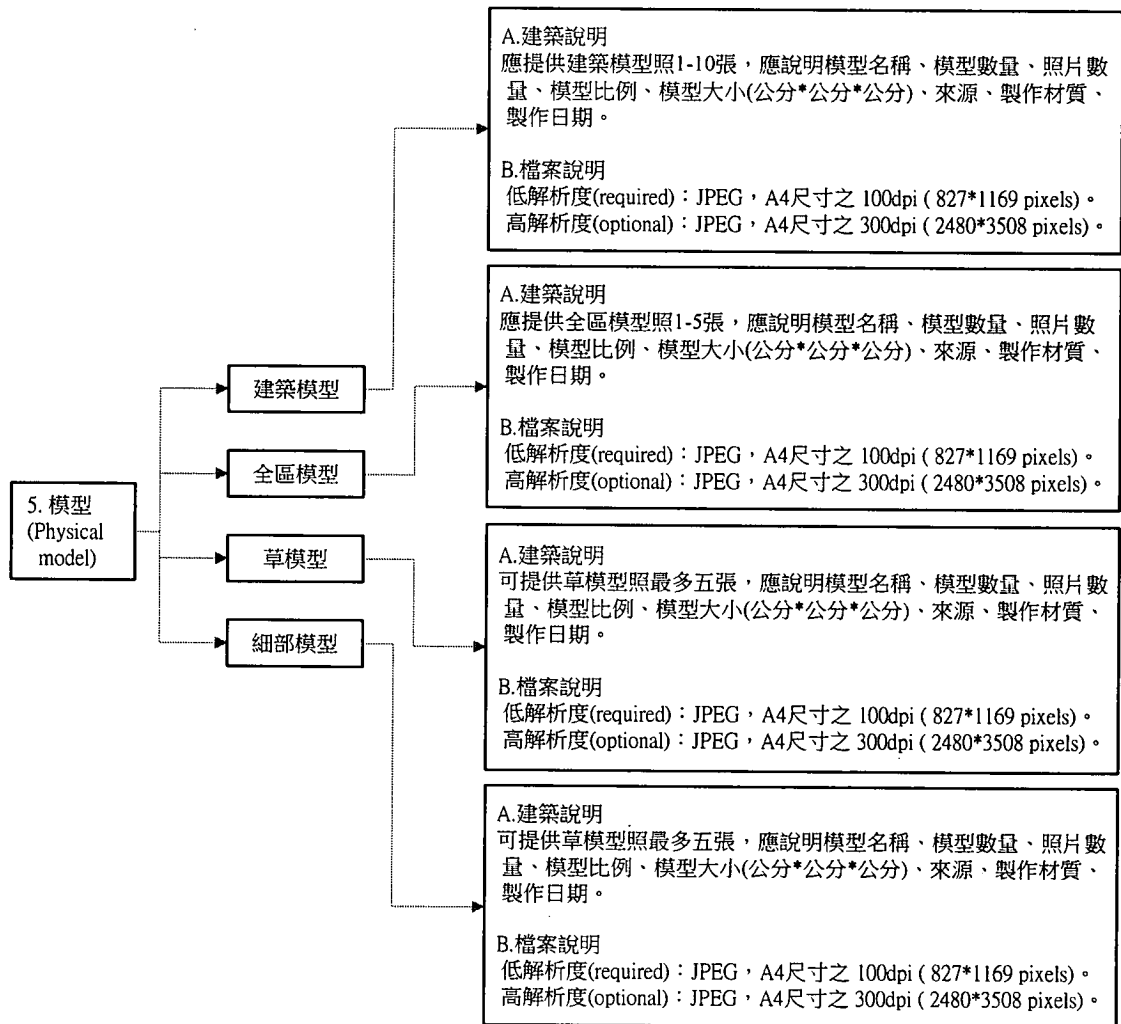 5. 模型
(Physical
model)
建築模型
全區模型
草模型
細部模型
A.建築說明
應提供建築模型照1-10張，應說明模型名稱、模型數量、照片數
量、模型比例、模型大小(公分*公分*公分)、來源、製作材質、
製作日期。
B.檔案說明
低解析度(required)：JPEG，A4尺寸之 100dpi ( 827*1169 pixels)。
高解析度(optional)：JPEG，A4尺寸之 300dpi ( 2480*3508 pixels)。
A.建築說明
應提供全區模型照1-5張，應說明模型名稱、模型數量、照片數
量、模型比例、模型大小(公分*公分*公分)、來源、製作材質、
製作日期。
B.檔案說明
低解析度(required)：JPEG，A4尺寸之 100dpi ( 827*1169 pixels)。
高解析度(optional)：JPEG，A4尺寸之 300dpi ( 2480*3508 pixels)。
A.建築說明
可提供草模型照最多五張，應說明模型名稱、模型數量、照片數
量、模型比例、模型大小(公分*公分*公分)、來源、製作材質、
製作日期。
B.檔案說明
低解析度(required)：JPEG，A4尺寸之 100dpi ( 827*1169 pixels)。
高解析度(optional)：JPEG，A4尺寸之 300dpi ( 2480*3508 pixels)。
A.建築說明
可提供草模型照最多五張，應說明模型名稱、模型數量、照片數
量、模型比例、模型大小(公分*公分*公分)、來源、製作材質、
製作日期。
B.檔案說明
低解析度(required)：JPEG，A4尺寸之 100dpi ( 827*1169 pixels)。
高解析度(optional)：JPEG，A4尺寸之 300dpi ( 2480*3508 pixels)。